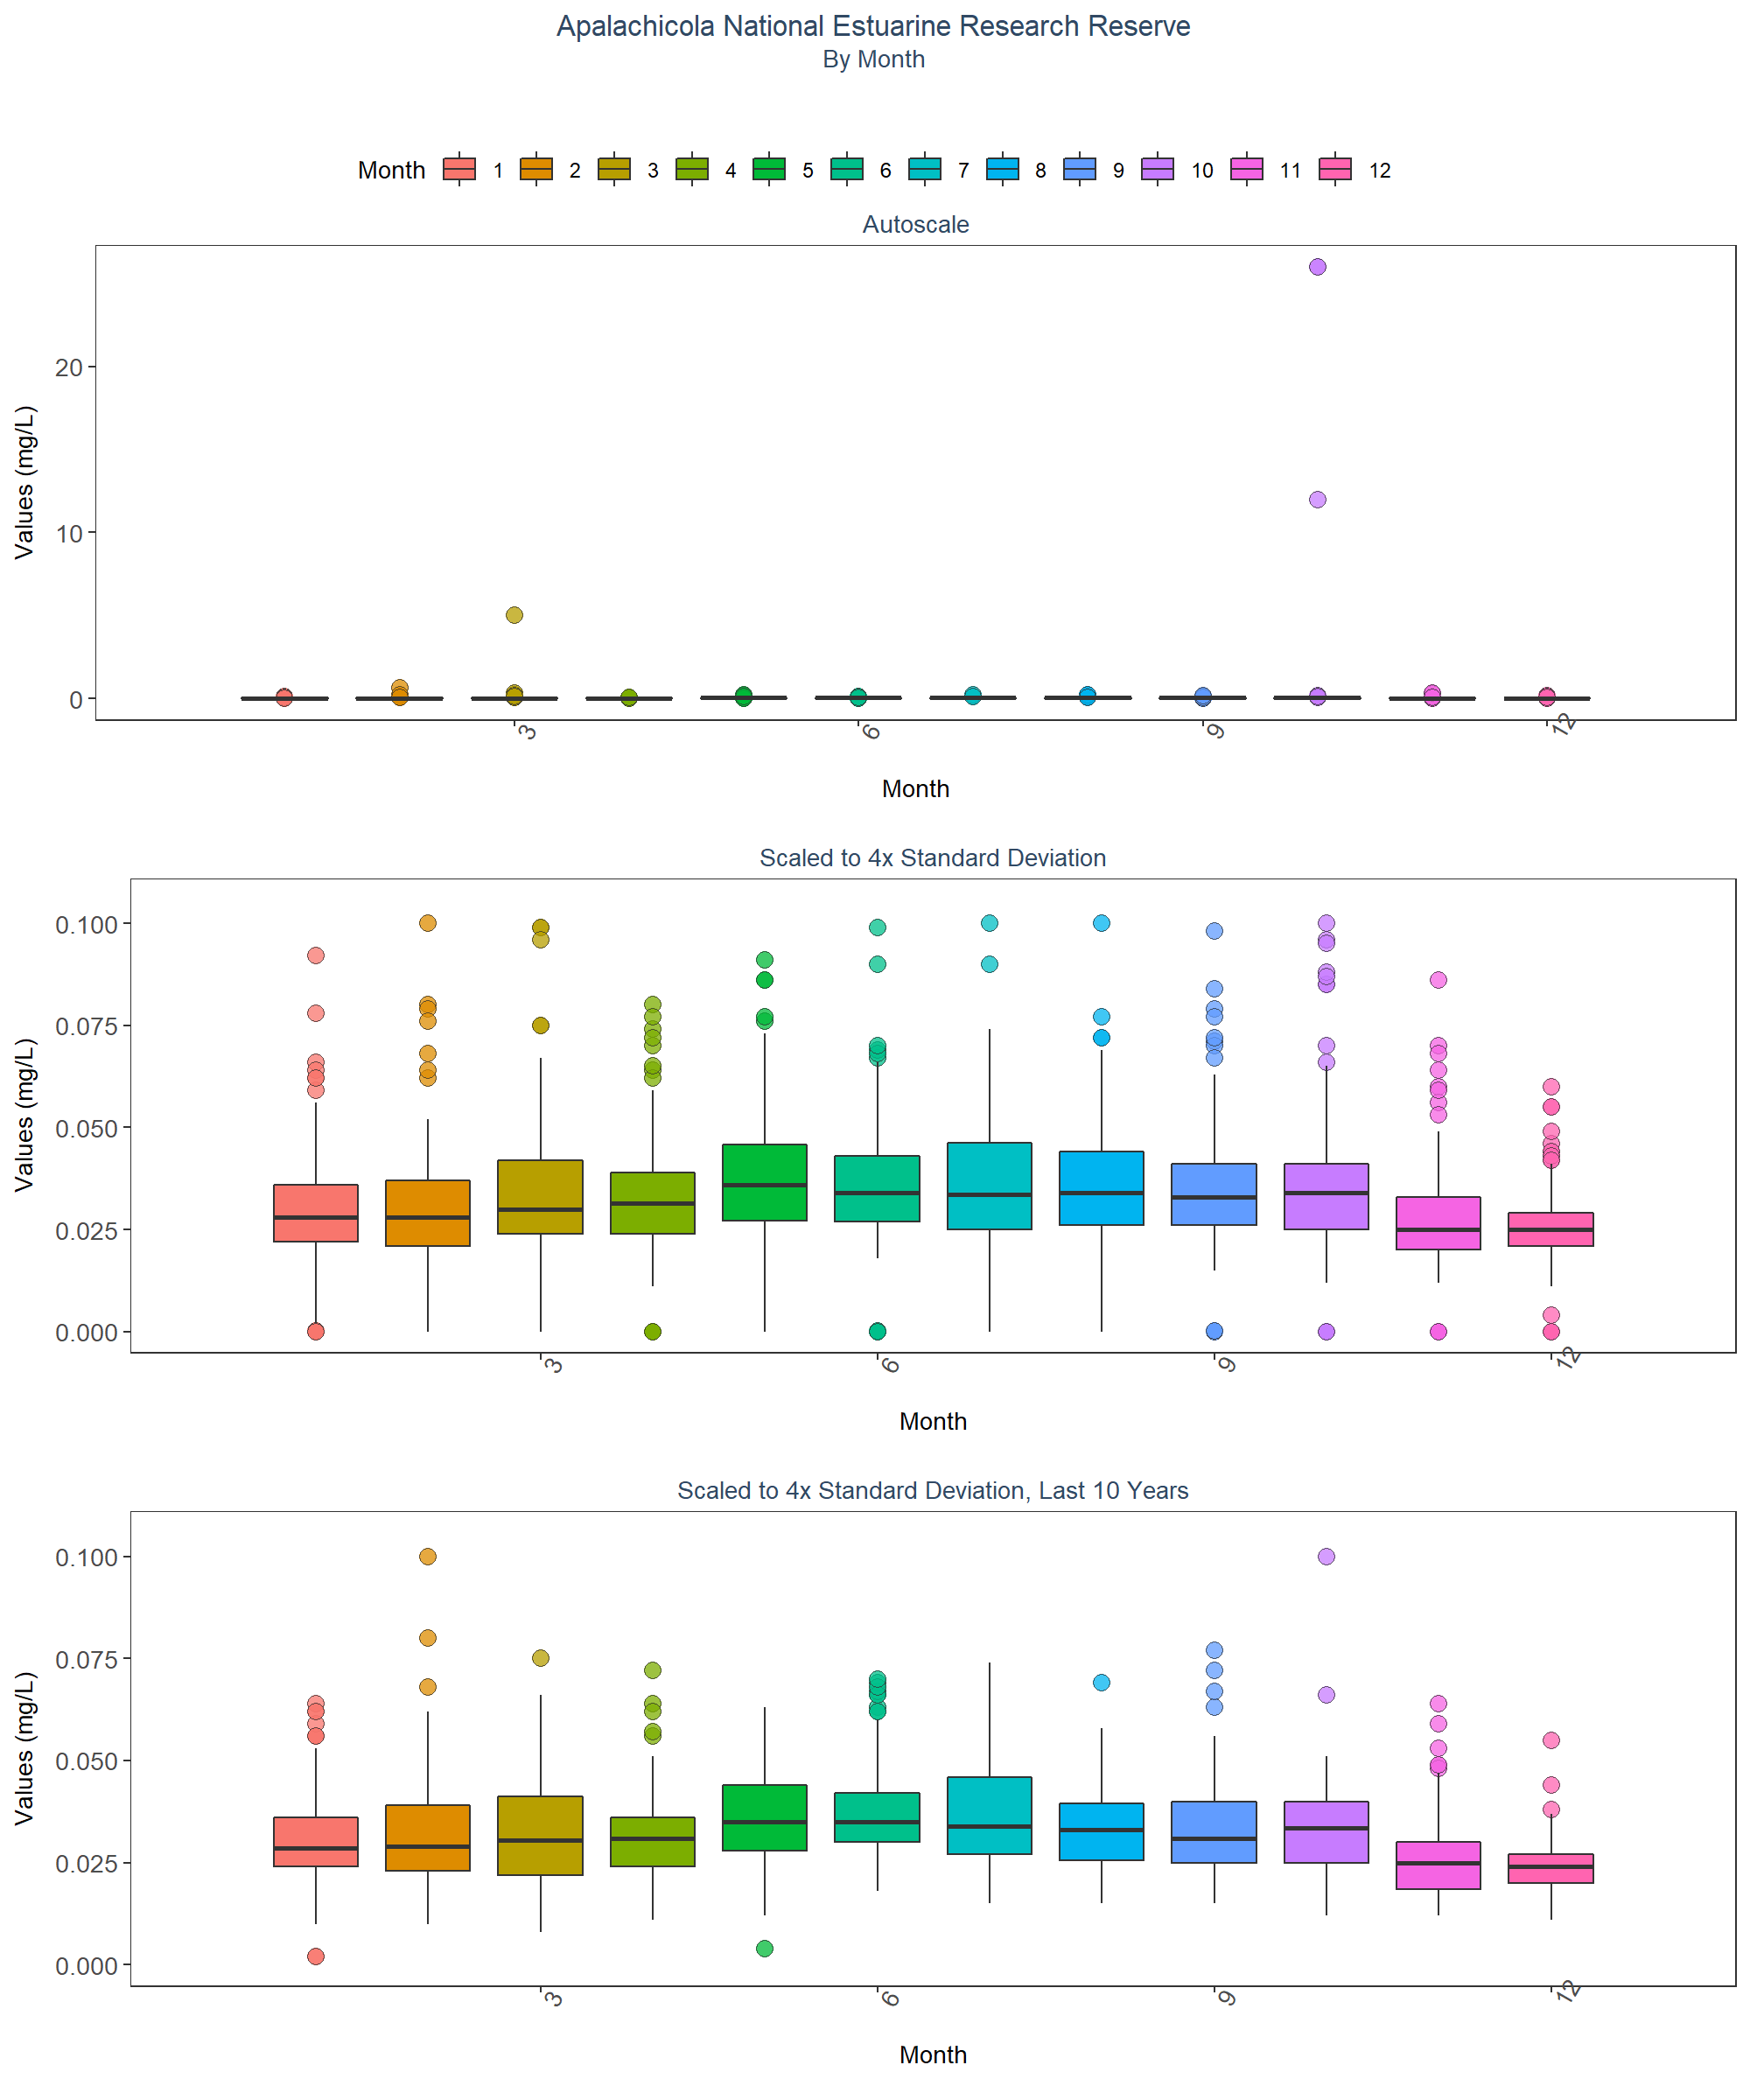 Apalachicola National Estuarine Research Reserve
By Month
Month 1 2 3 4 5 6 7 8 9 10 11 12
Autoscale
Values (mg/L)
20
10
0
3 6 9 12
Month
Scaled to 4x Standard Deviation
Values (mg/L)
0.100
0.075
0.050
0.025
0.000
3 6 9 12
Month
Scaled to 4x Standard Deviation, Last 10 Years
Values (mg/L)
0.100
0.075
0.050
0.025
0.000
3 6 9 12
Month